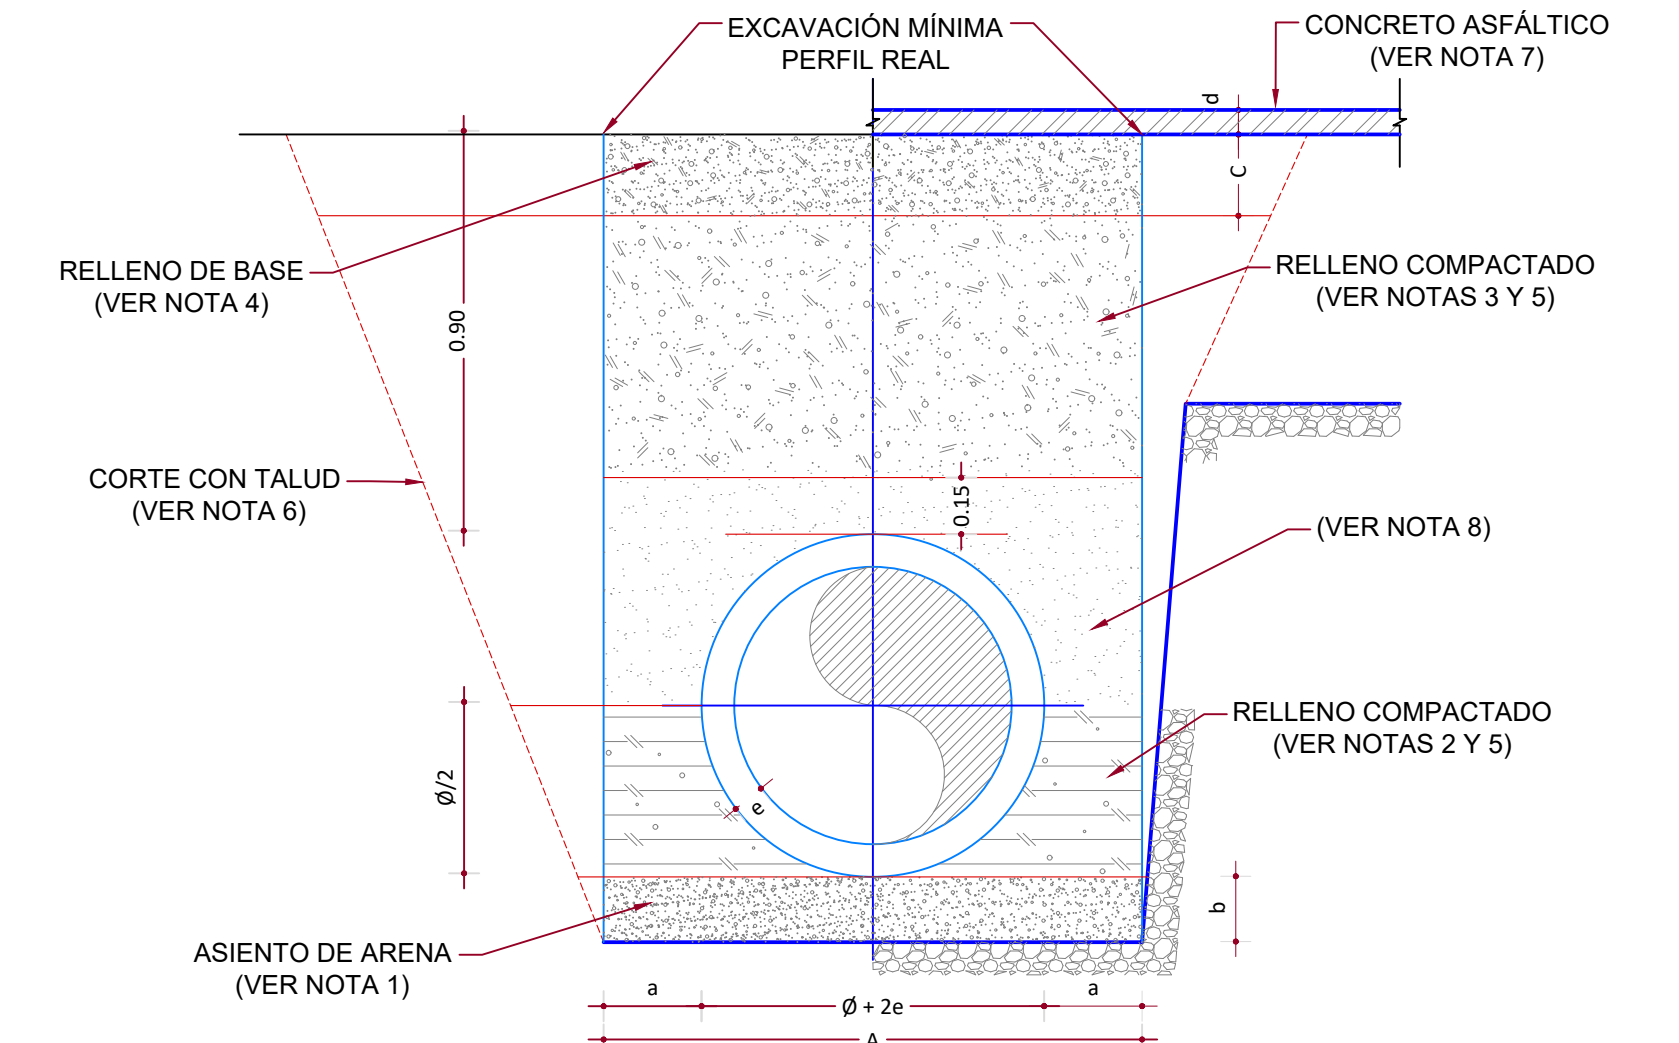 EXCAVACIÓN MÍNIMA
PERFIL REAL
CONCRETO ASFÁLTICO
(VER NOTA 7)
d
C
RELLENO DE BASE
(VER NOTA 4)
0.90
RELLENO COMPACTADO
(VER NOTAS 3 Y 5)
CORTE CON TALUD
(VER NOTA 6)
0.15
(VER NOTA 8)
RELLENO COMPACTADO
(VER NOTAS 2 Y 5)
Ø/2
e
b
ASIENTO DE ARENA
(VER NOTA 1)
a
Ø + 2e
a
A